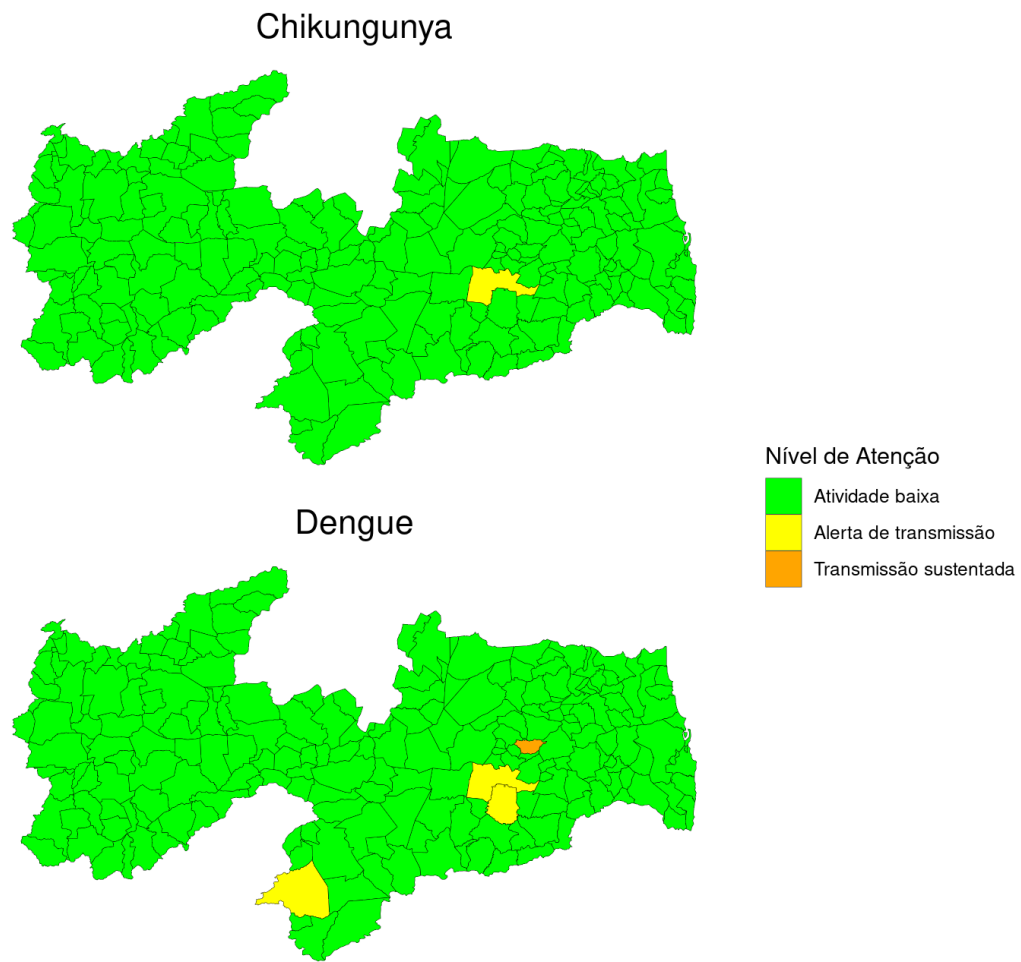 Chikungunya
Dengue
Nível de Atenção
Atividade baixa
Alerta de transmissão
Transmissão sustentada